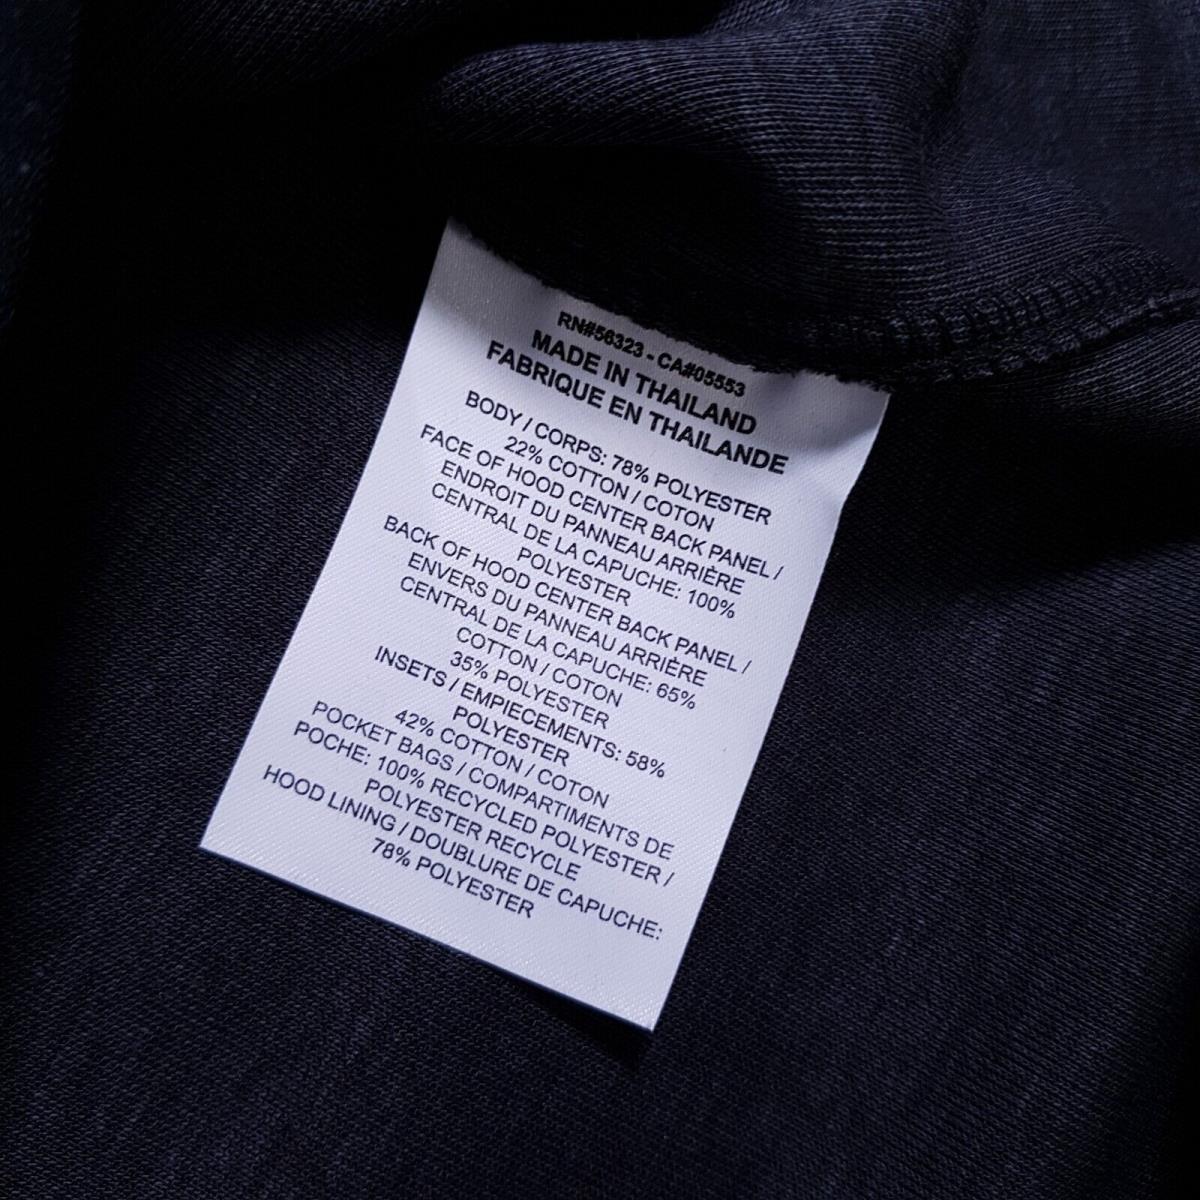 RN#56323 - CA#05553
MADE IN THAILAND
FABRIQUE EN THAILANDE
BODY / CORPS: 78% POLYESTER
22% COTTON / COTON
FACE OF HOOD CENTER BACK PANEL /
ENDROIT DU PANNEAU ARRIÈRE
CENTRAL DE LA CAPUCHE: 100%
POLYESTER
BACK OF HOOD CENTER BACK PANEL /
ENVERS DU PANNEAU ARRIÈRE
CENTRAL DE LA CAPUCHE: 65%
COTTON / COTON
35% POLYESTER
INSETS / EMPIECEMENTS: 58%
POLYESTER
42% COTTON / COTON
POCKET BAGS / COMPARTIMENTS DE
POCHE: 100% RECYCLED POLYESTER /
POLYESTER RECYCLE
HOOD LINING / DOUBLURE DE CAPUCHE:
78% POLYESTER